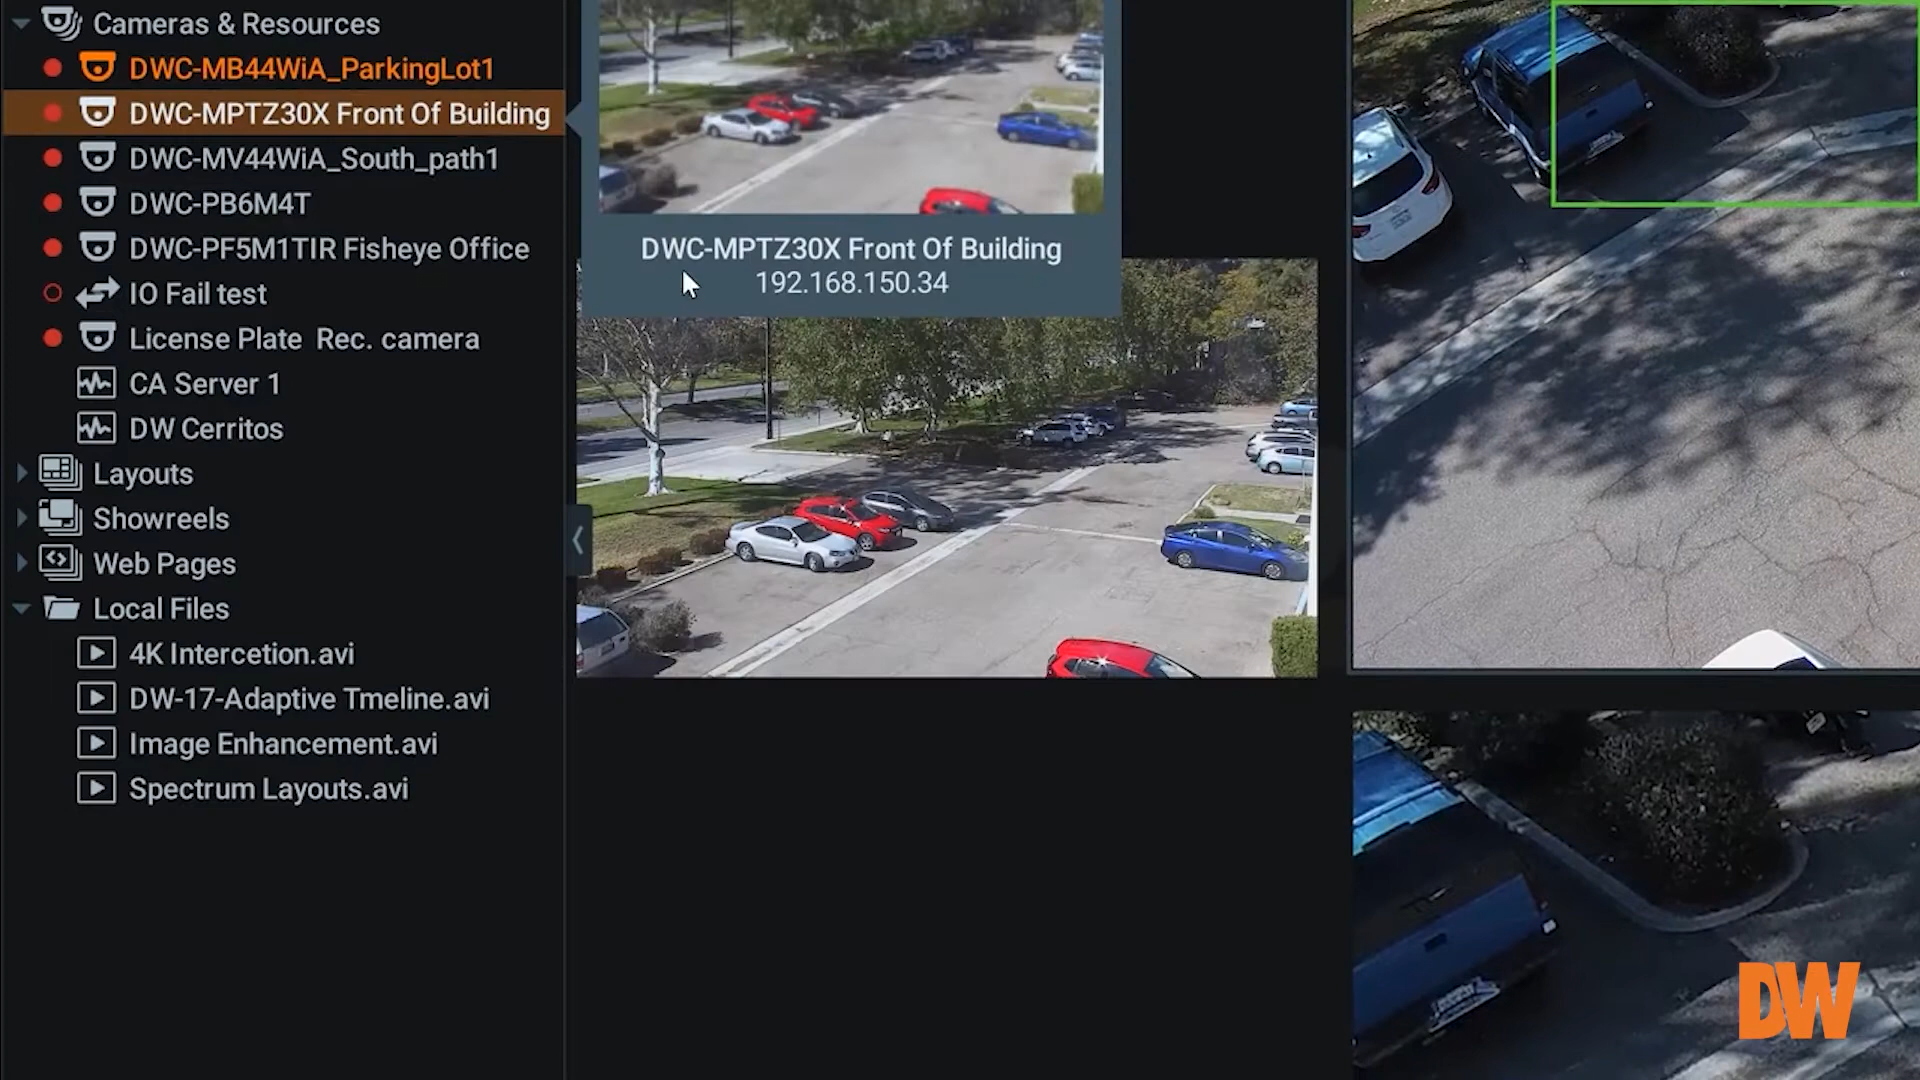 Cameras & Resources
DWC-MB44WiA_ParkingLot1
DWC-MPTZ30X Front Of Building
DWC-MV44WiA_South_path1
DWC-PB6M4T
DWC-PF5M1TIR Fisheye Office
IO Fail test
License Plate Rec. camera
CA Server 1
DW Cerritos
Layouts
Showreels
Web Pages
Local Files
4K Intercetion.avi
DW-17-Adaptive Tmeline.avi
Image Enhancement.avi
Spectrum Layouts.avi
DWC-MPTZ30X Front Of Building
192.168.150.34
DW